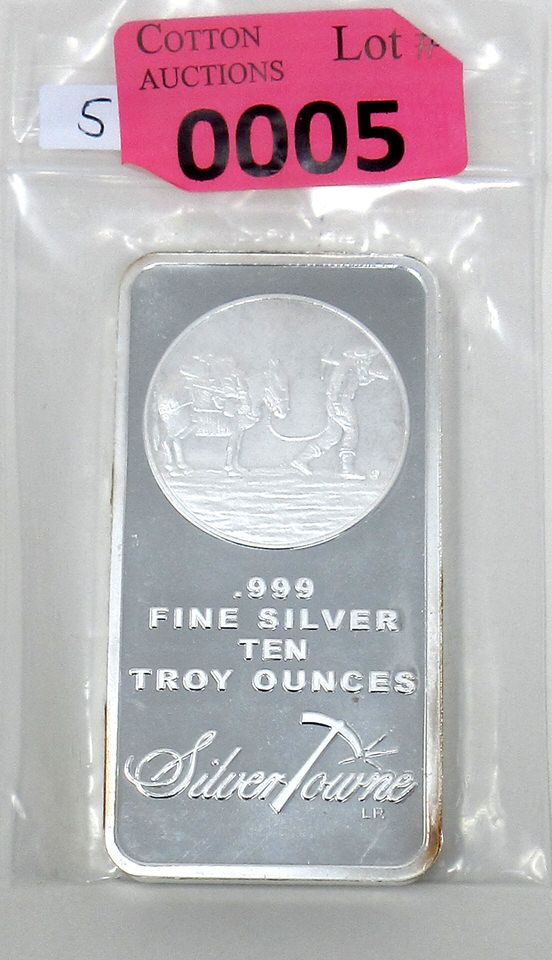 COTTON
AUCTIONS
Lot #
0005
5
.999
FINE SILVER
TEN
TROY OUNCES
SilverTowne
LR